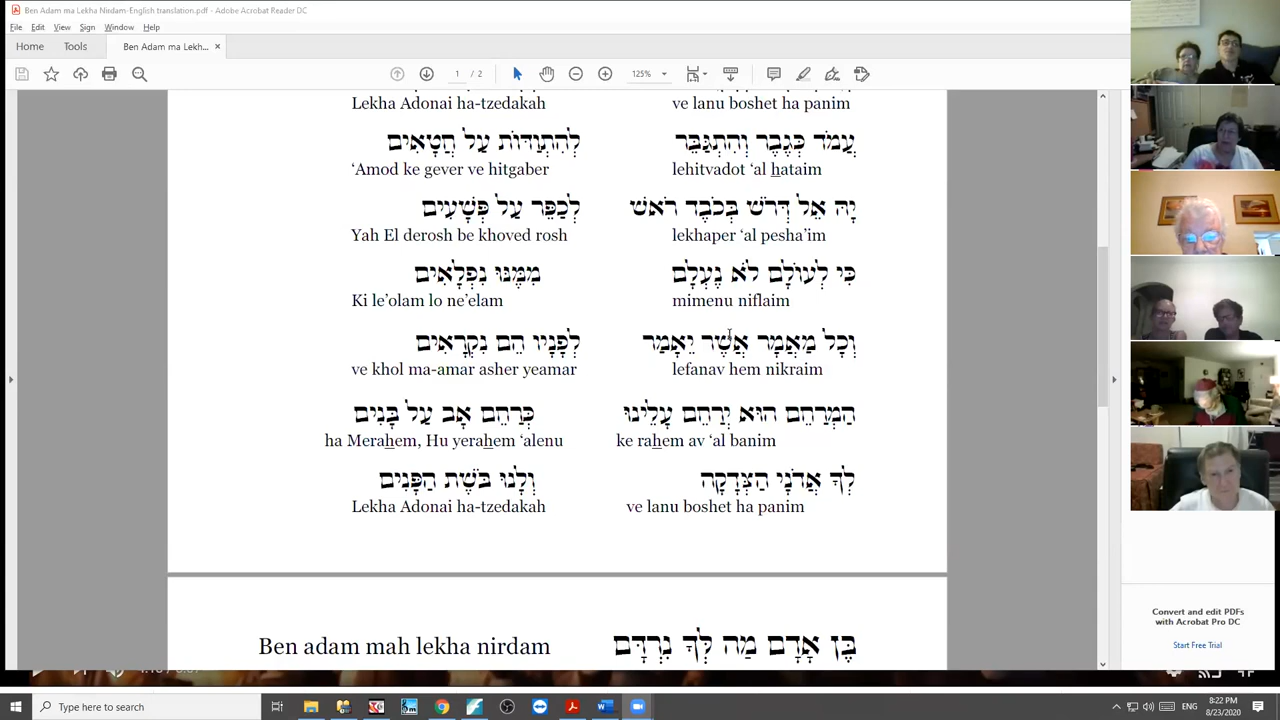 Ben Adam ma Lekha Nirdam-English translation.pdf - Adobe Acrobat Reader DC
File Edit View Sign Window Help
Home Tools Ben Adam ma Lekh... ×
1 / 2 125%
Lekha Adonai ha-tzedakah ve lanu boshet ha panim
עֲמֹד כְּגֶבֶר וְהִתְגַּבֵּר לְהִתְוַדּוֹת עַל חֲטָאִים
‘Amod ke gever ve hitgaber lehitvadot ‘al hataim
יָהּ אֵל דְּרֹשׁ בְּכֹבֶד רֹאשׁ לְכַפֵּר עַל פְּשָׁעִים
Yah El derosh be khoved rosh lekhaper ‘al pesha’im
כִּי לְעוֹלָם לֹא נֶעְלָם מִמֶּנּוּ נִפְלָאִים
Ki le’olam lo ne’elam mimenu niflaim
וְכָל מַאֲמָר אֲשֶׁר יֵאָמַר לְפָנָיו הֵם נִקְרָאִים
ve khol ma-amar asher yeamar lefanav hem nikraim
הַמְרַחֵם הוּא יְרַחֵם עָלֵינוּ כְּרַחֵם אָב עַל בָּנִים
ha Merahem, Hu yerahem ‘alenu ke rahem av ‘al banim
לְךָ אֲדֹנָי הַצְּדָקָה וְלָנוּ בֹּשֶׁת הַפָּנִים
Lekha Adonai ha-tzedakah ve lanu boshet ha panim
Ben adam mah lekha nirdam בֶּן אָדָם מַה לְּךָ נִרְדָּם
Convert and edit PDFs
with Acrobat Pro DC
Start Free Trial
Type here to search
ENG
8:22 PM
8/23/2020